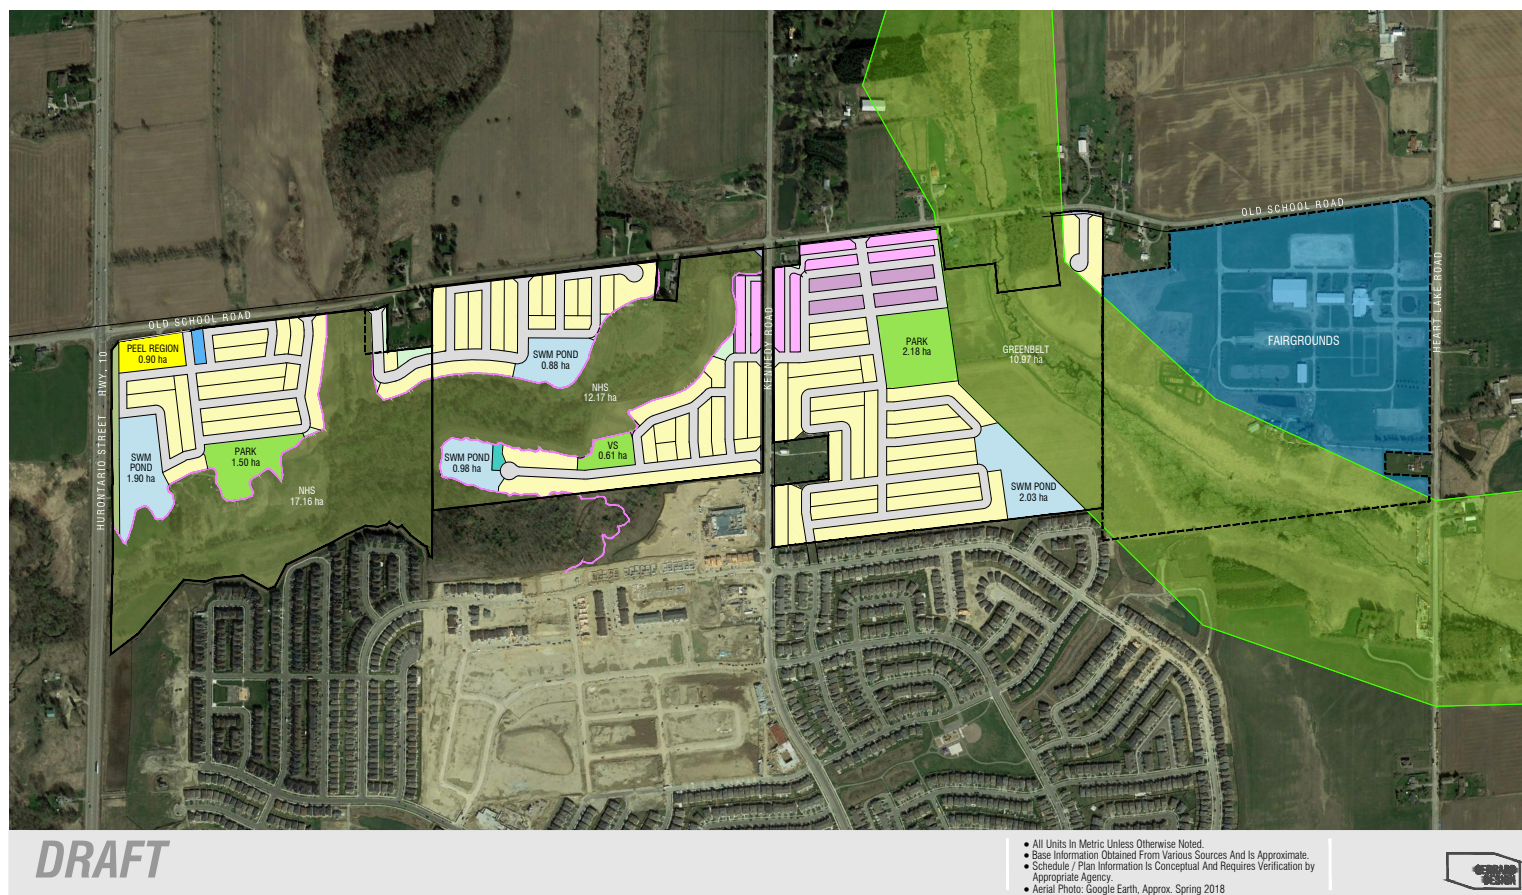 OLD SCHOOL ROAD
HEART LAKE ROAD
FAIRGROUNDS
OLD SCHOOL ROAD
HURONTARIO STREET HWY. 10
KENNEDY ROAD
PEEL REGION
0.90 ha
SWM POND
0.88 ha
PARK
2.18 ha
GREENBELT
10.97 ha
NHS
12.17 ha
VS
0.61 ha
SWM POND
0.98 ha
PARK
1.50 ha
SWM
POND
1.90 ha
NHS
17.16 ha
SWM POND
2.03 ha
DRAFT
● All Units In Metric Unless Otherwise Noted.
● Base Information Obtained From Various Sources And Is Approximate.
● Schedule / Plan Information Is Conceptual And Requires Verification by
Appropriate Agency.
● Aerial Photo: Google Earth, Approx. Spring 2018
GERRARD
DESIGN